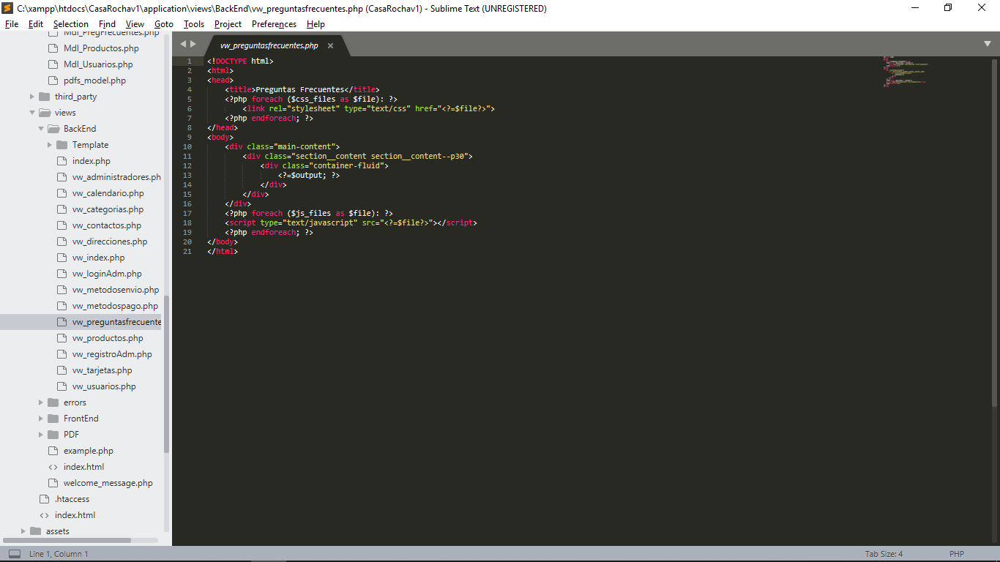 C:\xampp\htdocs\CasaRochav1\application\views\BackEnd\vw_preguntasfrecuentes.php (CasaRochav1) - Sublime Text (UNREGISTERED)
File Edit Selection Find View Goto Tools Project Preferences Help
Mdl_PregFrecuentes.php
Mdl_Productos.php
Mdl_Usuarios.php
pdfs_model.php
third_party
views
BackEnd
Template
index.php
vw_administradores.ph
vw_calendario.php
vw_categorias.php
vw_contactos.php
vw_direcciones.php
vw_index.php
vw_loginAdm.php
vw_metodosenvio.php
vw_metodospago.php
vw_preguntasfrecuente
vw_productos.php
vw_registroAdm.php
vw_tarjetas.php
vw_usuarios.php
errors
FrontEnd
PDF
example.php
index.html
welcome_message.php
.htaccess
index.html
assets
vw_preguntasfrecuentes.php
1 <!DOCTYPE html>
2 <html>
3 <head>
4 <title>Preguntas Frecuentes</title>
5 <?php foreach ($css_files as $file): ?>
6 <link rel="stylesheet" type="text/css" href="<?=$file?>">
7 <?php endforeach; ?>
8 </head>
9 <body>
10 <div class="main-content">
11 <div class="section__content section__content--p30">
12 <div class="container-fluid">
13 <?=$output; ?>
14 </div>
15 </div>
16 </div>
17 <?php foreach ($js_files as $file): ?>
18 <script type="text/javascript" src="<?=$file?>"></script>
19 <?php endforeach; ?>
20 </body>
21 </html>
Line 1, Column 1
Tab Size: 4
PHP